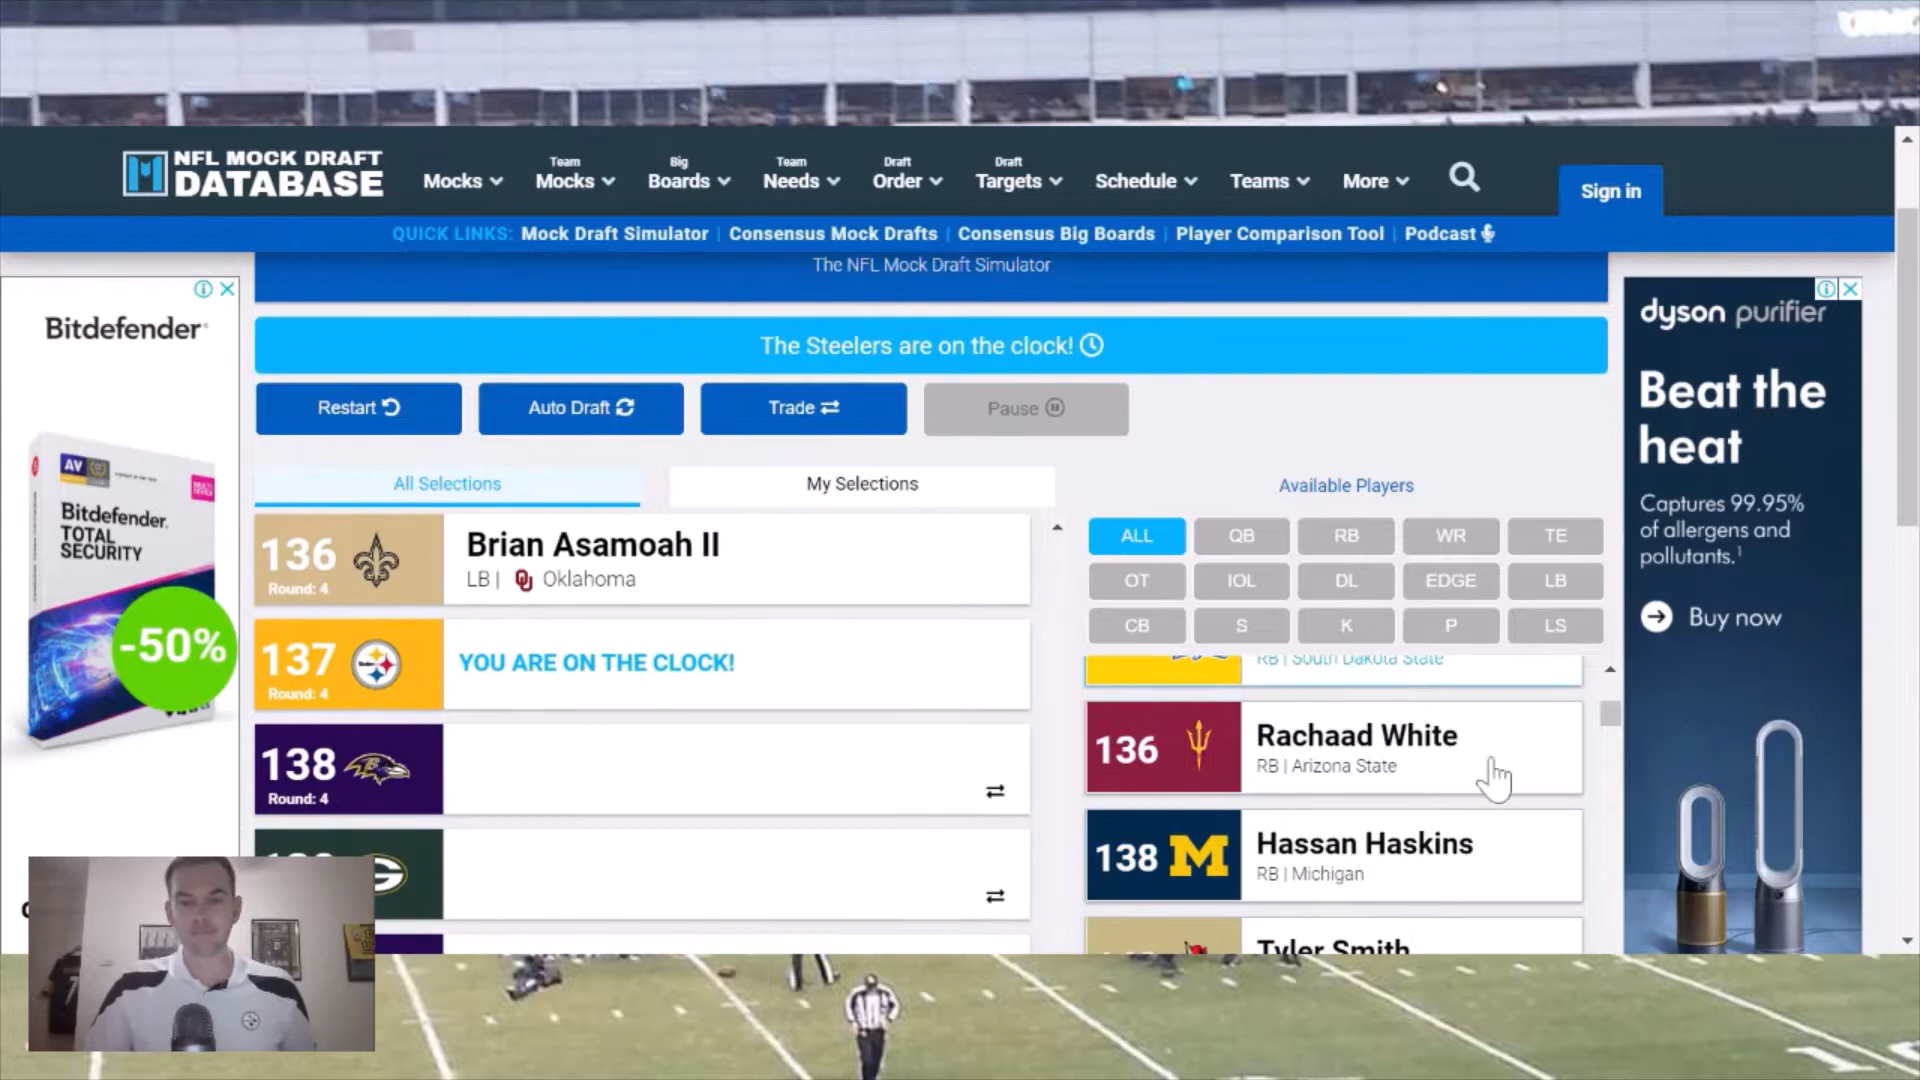 NFL MOCK DRAFT
DATABASE
Mocks
Team
Mocks
Big
Boards
Team
Needs
Draft
Order
Draft
Targets
Schedule
Teams
More
Sign in
QUICK LINKS: Mock Draft Simulator | Consensus Mock Drafts | Consensus Big Boards | Player Comparison Tool | Podcast
The NFL Mock Draft Simulator
The Steelers are on the clock!
Restart
Auto Draft
Trade
Pause
All Selections
My Selections
Available Players
136
Round: 4
Brian Asamoah II
LB | Oklahoma
137
Round: 4
YOU ARE ON THE CLOCK!
138
Round: 4
ALL QB RB WR TE
OT IOL DL EDGE LB
CB S K P LS
RB | South Dakota State
136
Rachaad White
RB | Arizona State
138
Hassan Haskins
RB | Michigan
Tyler Smith
Bitdefender
AV
Bitdefender
TOTAL
SECURITY
-50%
dyson purifier
Beat the
heat
Captures 99.95%
of allergens and
pollutants.¹
Buy now